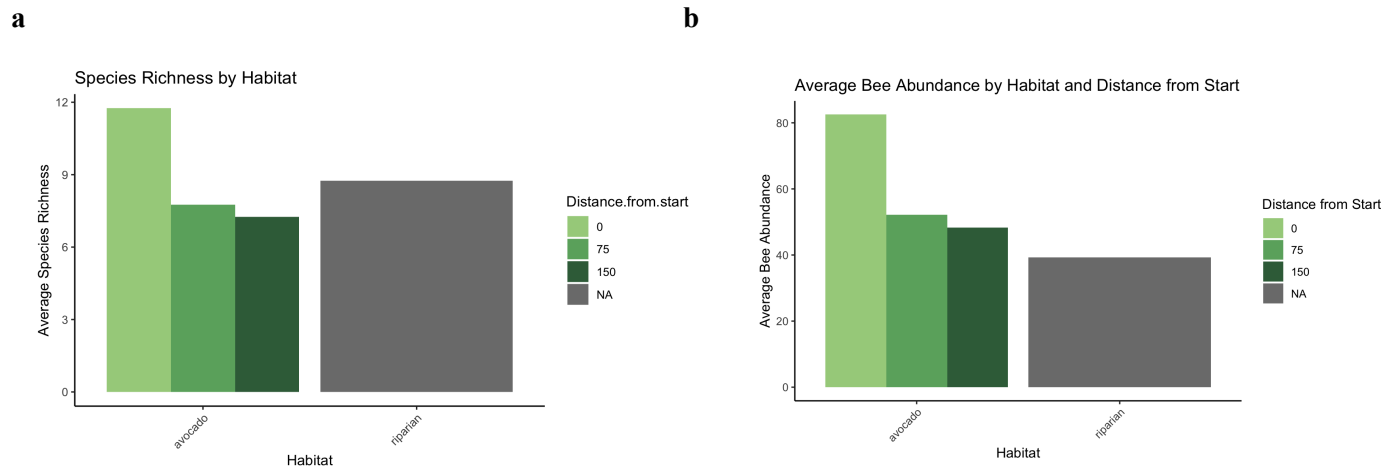 a
Species Richness by Habitat
12
9
6
3
0
Average Species Richness
avocado
riparian
Habitat
Distance.from.start
0
75
150
NA
b
Average Bee Abundance by Habitat and Distance from Start
80
60
40
20
0
Average Bee Abundance
avocado
riparian
Habitat
Distance from Start
0
75
150
NA